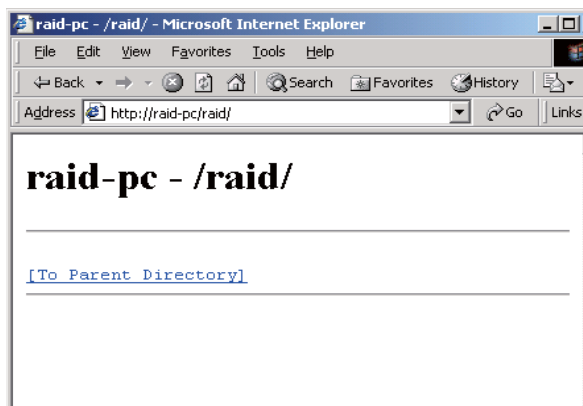 raid-pc - /raid/ - Microsoft Internet Explorer
File Edit View Favorites Tools Help
Back Search Favorites History
Address http://raid-pc/raid/ Go Links
raid-pc - /raid/
[To Parent Directory]